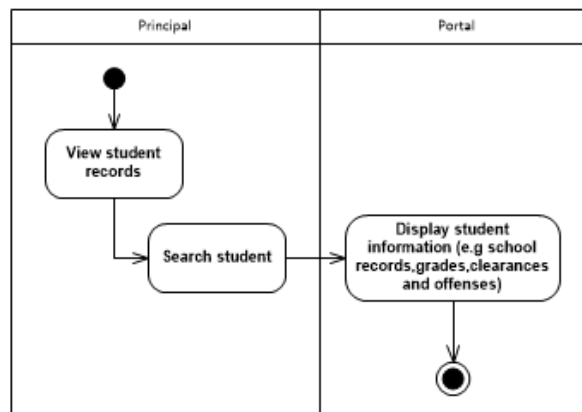 Principal
Portal
View student
records
Search student
Display student
information (e.g school
records,grades,clearances
and offenses)